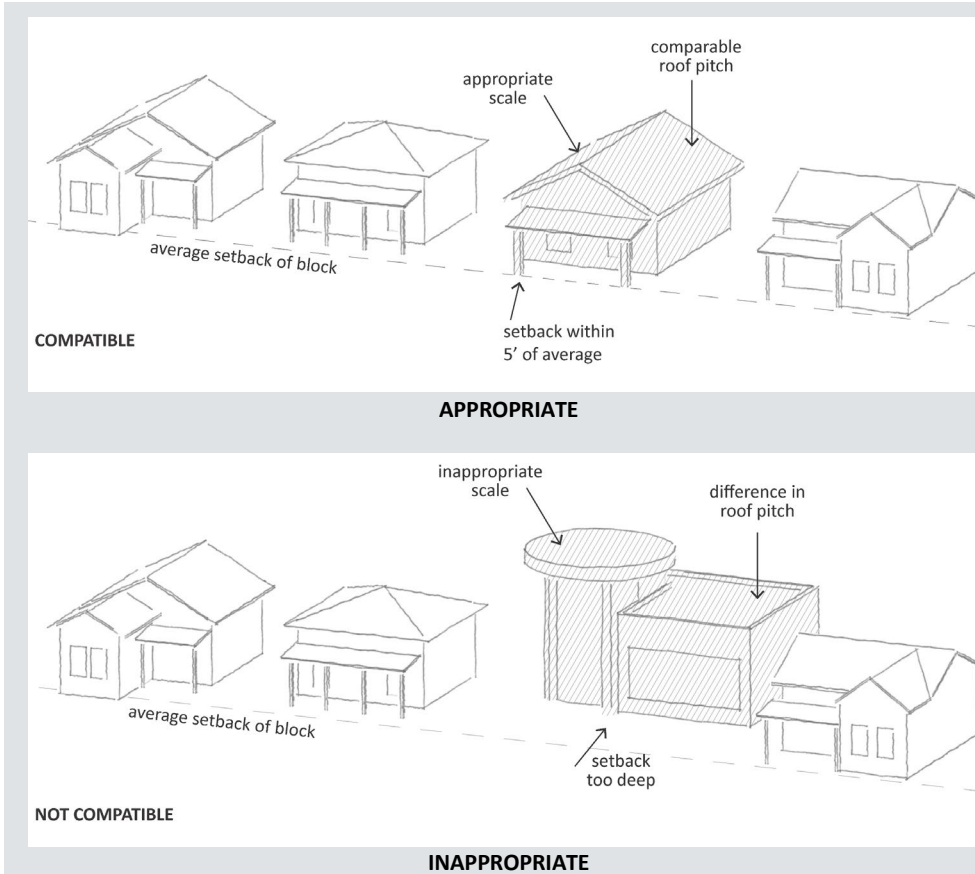 comparable
roof pitch
appropriate
scale
average setback of block
setback within
5’ of average
COMPATIBLE
APPROPRIATE
inappropriate
scale
difference in
roof pitch
average setback of block
setback
too deep
NOT COMPATIBLE
INAPPROPRIATE